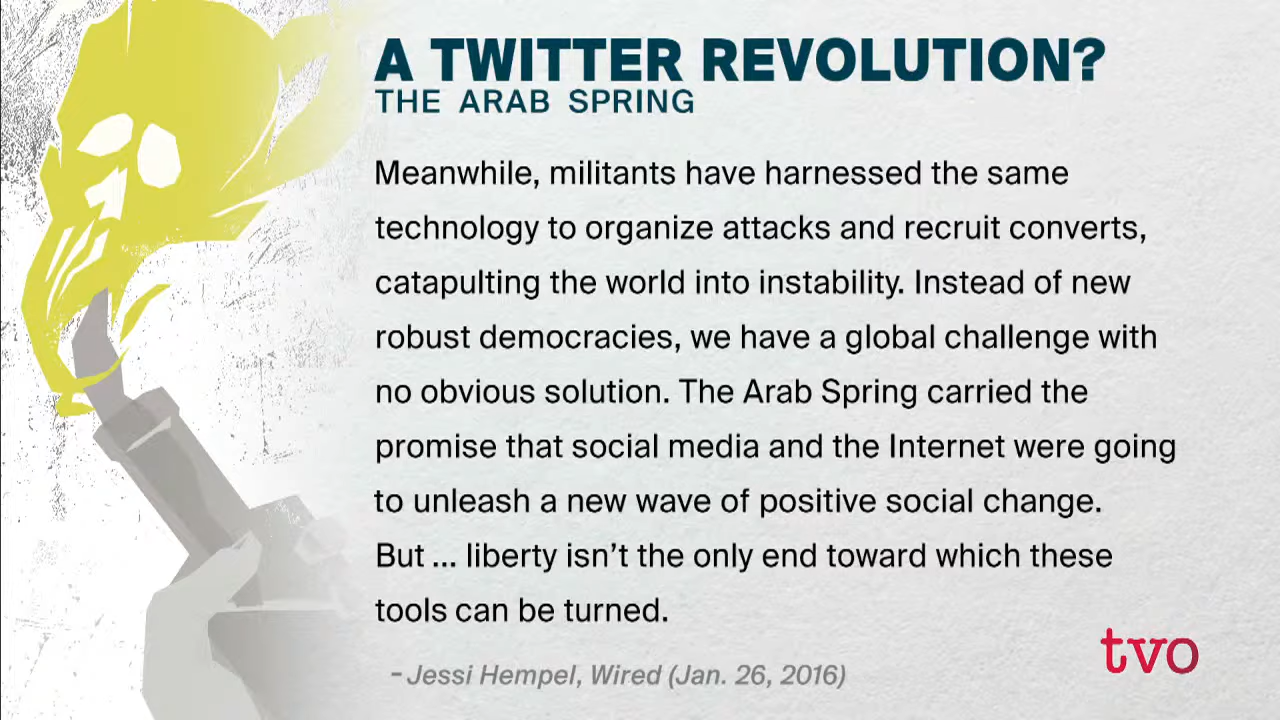 A TWITTER REVOLUTION?
THE ARAB SPRING
Meanwhile, militants have harnessed the same
technology to organize attacks and recruit converts,
catapulting the world into instability. Instead of new
robust democracies, we have a global challenge with
no obvious solution. The Arab Spring carried the
promise that social media and the Internet were going
to unleash a new wave of positive social change.
But ... liberty isn't the only end toward which these
tools can be turned.
– Jessi Hempel, Wired (Jan. 26, 2016)
tvo